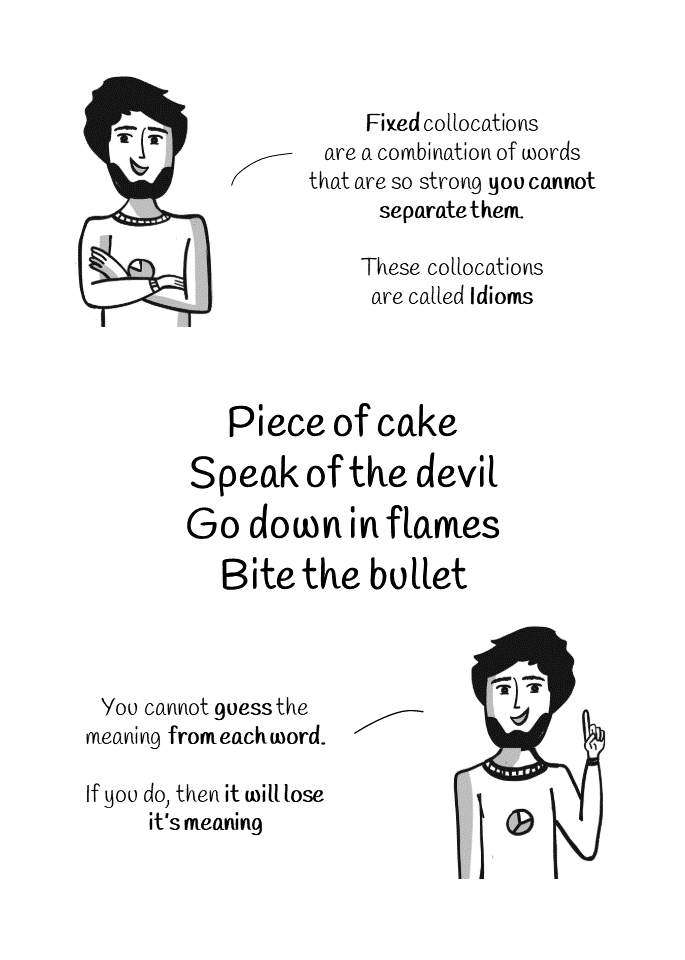 Fixed collocations
are a combination of words
that are so strong you cannot
separate them.
These collocations
are called Idioms
Piece of cake
Speak of the devil
Go down in flames
Bite the bullet
You cannot guess the
meaning from each word.
If you do, then it will lose
it's meaning